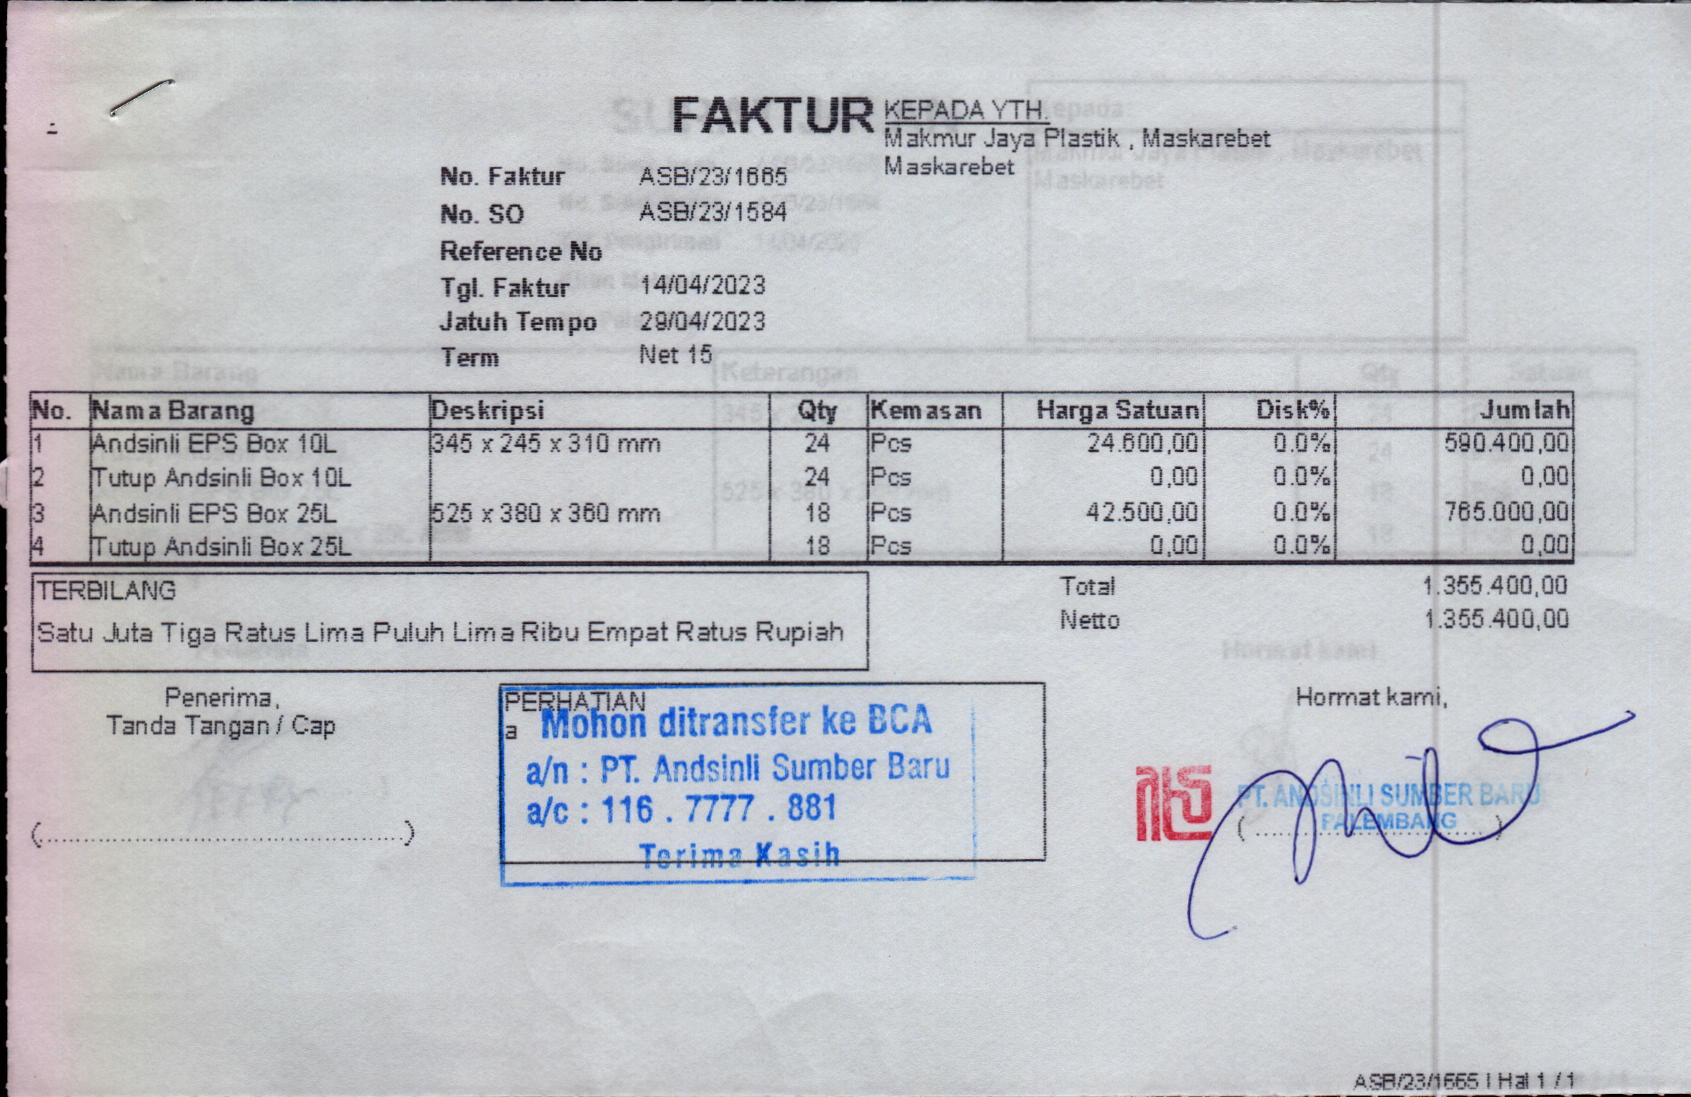 FAKTUR
KEPADA YTH.
Makmur Jaya Plastik , Maskarebet
Maskarebet
No. Faktur ASB/23/1665
No. SO ASB/23/1584
Reference No
Tgl. Faktur 14/04/2023
Jatuh Tempo 29/04/2023
Term Net 15
No. Nama Barang Deskripsi Qty Kemasan Harga Satuan Disk% Jumlah
1 Andsinli EPS Box 10L 345 x 245 x 310 mm 24 Pcs 24.600,00 0.0% 590.400,00
2 Tutup Andsinli Box 10L 24 Pcs 0,00 0.0% 0,00
3 Andsinli EPS Box 25L 525 x 380 x 360 mm 18 Pcs 42.500,00 0.0% 765.000,00
4 Tutup Andsinli Box 25L 18 Pcs 0,00 0.0% 0,00
TERBILANG
Satu Juta Tiga Ratus Lima Puluh Lima Ribu Empat Ratus Rupiah
Total 1.355.400,00
Netto 1.355.400,00
Penerima,
Tanda Tangan / Cap
(........................................................)
PERHATIAN
a
Mohon ditransfer ke BCA
a/n : PT. Andsinli Sumber Baru
a/c : 116 . 7777 . 881
Terima Kasih
Hormat kami,
PT. ANDSINLI SUMBER BARU
PALEMBANG
(........................................)
ASB/23/1665 | Hal 1 / 1